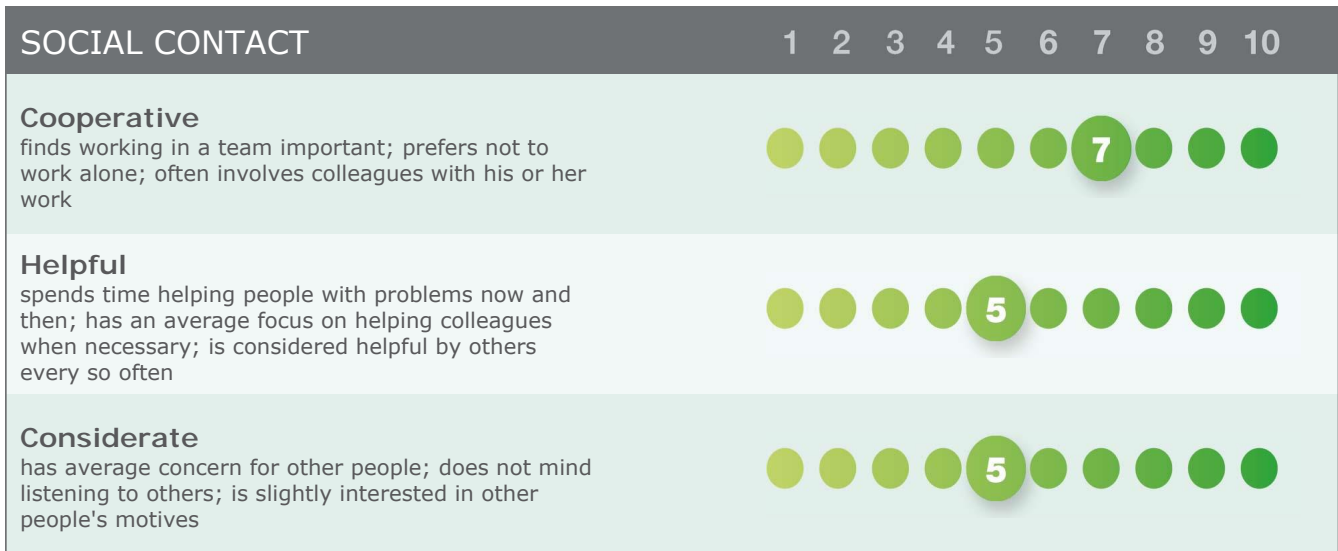 SOCIAL CONTACT 1 2 3 4 5 6 7 8 9 10
Cooperative
finds working in a team important; prefers not to
work alone; often involves colleagues with his or her
work
7
Helpful
spends time helping people with problems now and
then; has an average focus on helping colleagues
when necessary; is considered helpful by others
every so often
5
Considerate
has average concern for other people; does not mind
listening to others; is slightly interested in other
people's motives
5